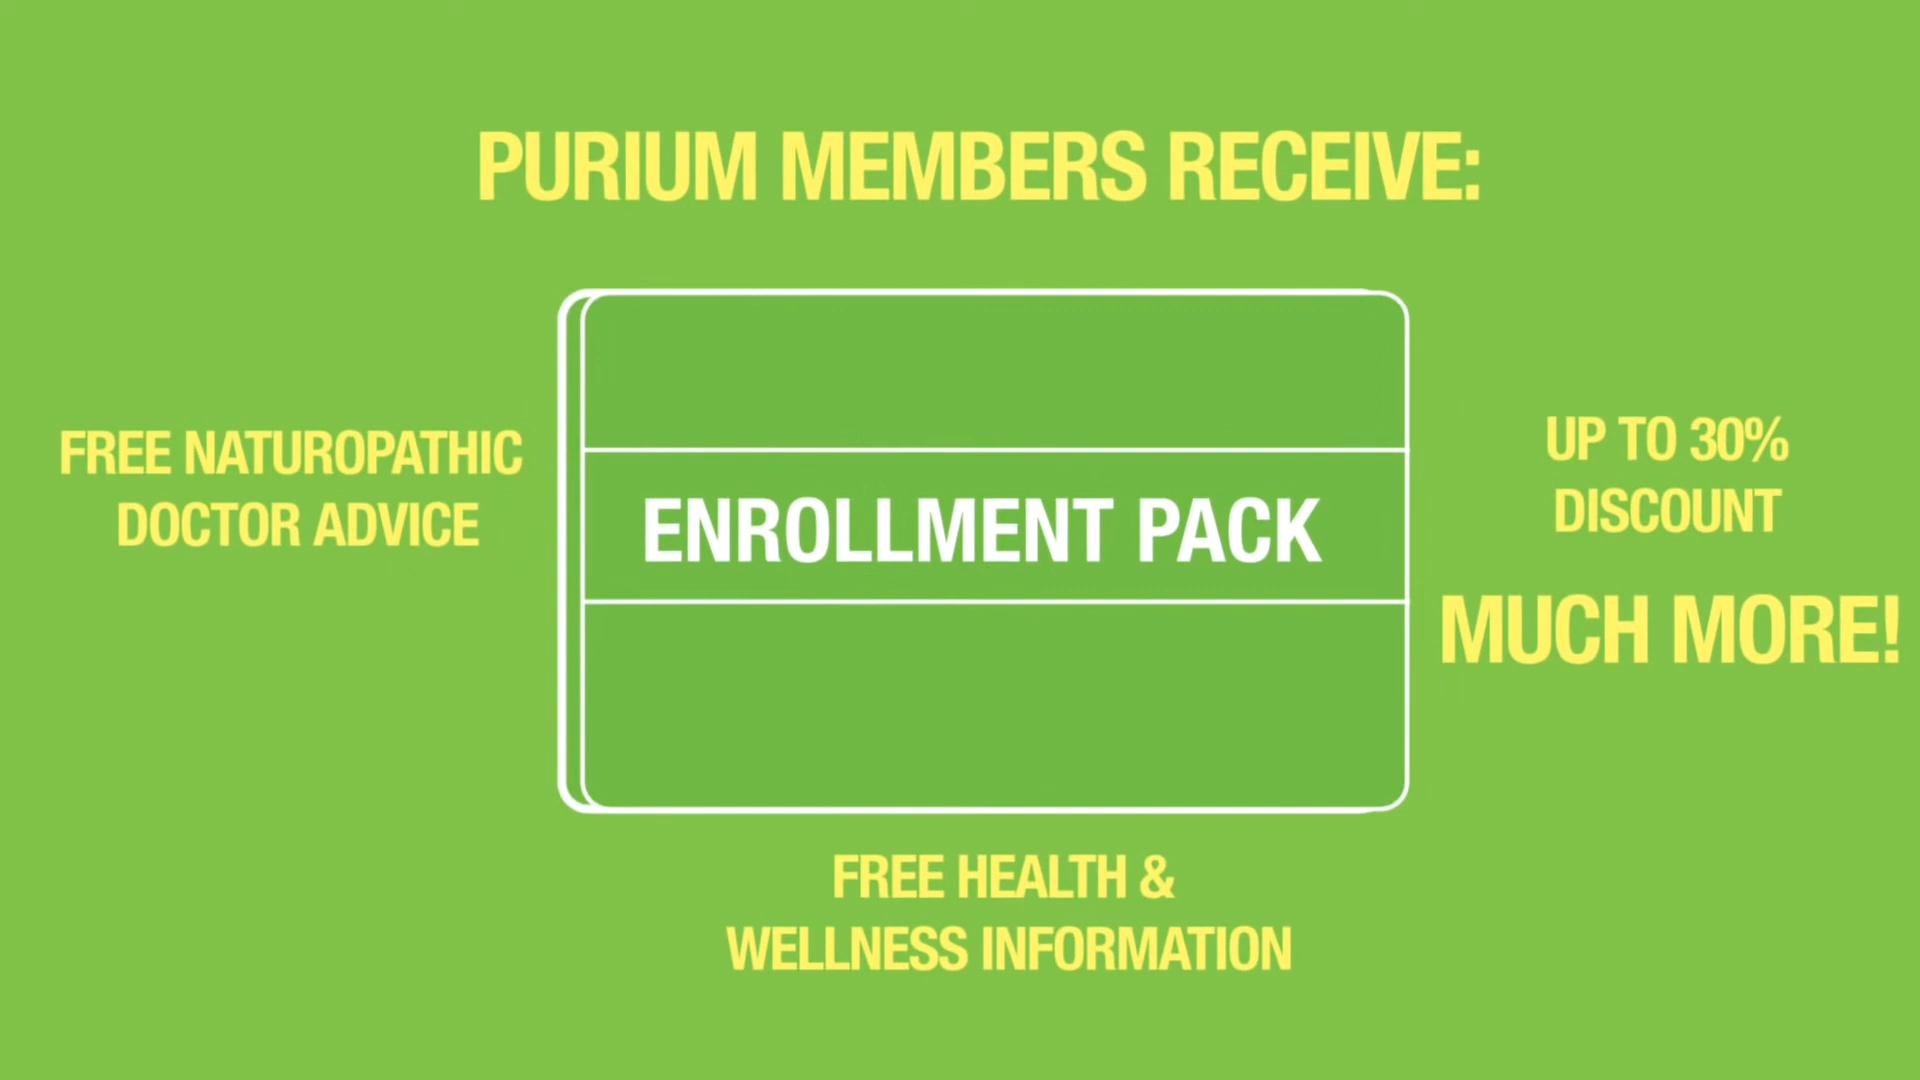 PURIUM MEMBERS RECEIVE:
FREE NATUROPATHIC
DOCTOR ADVICE
ENROLLMENT PACK
UP TO 30%
DISCOUNT
MUCH MORE!
FREE HEALTH &
WELLNESS INFORMATION